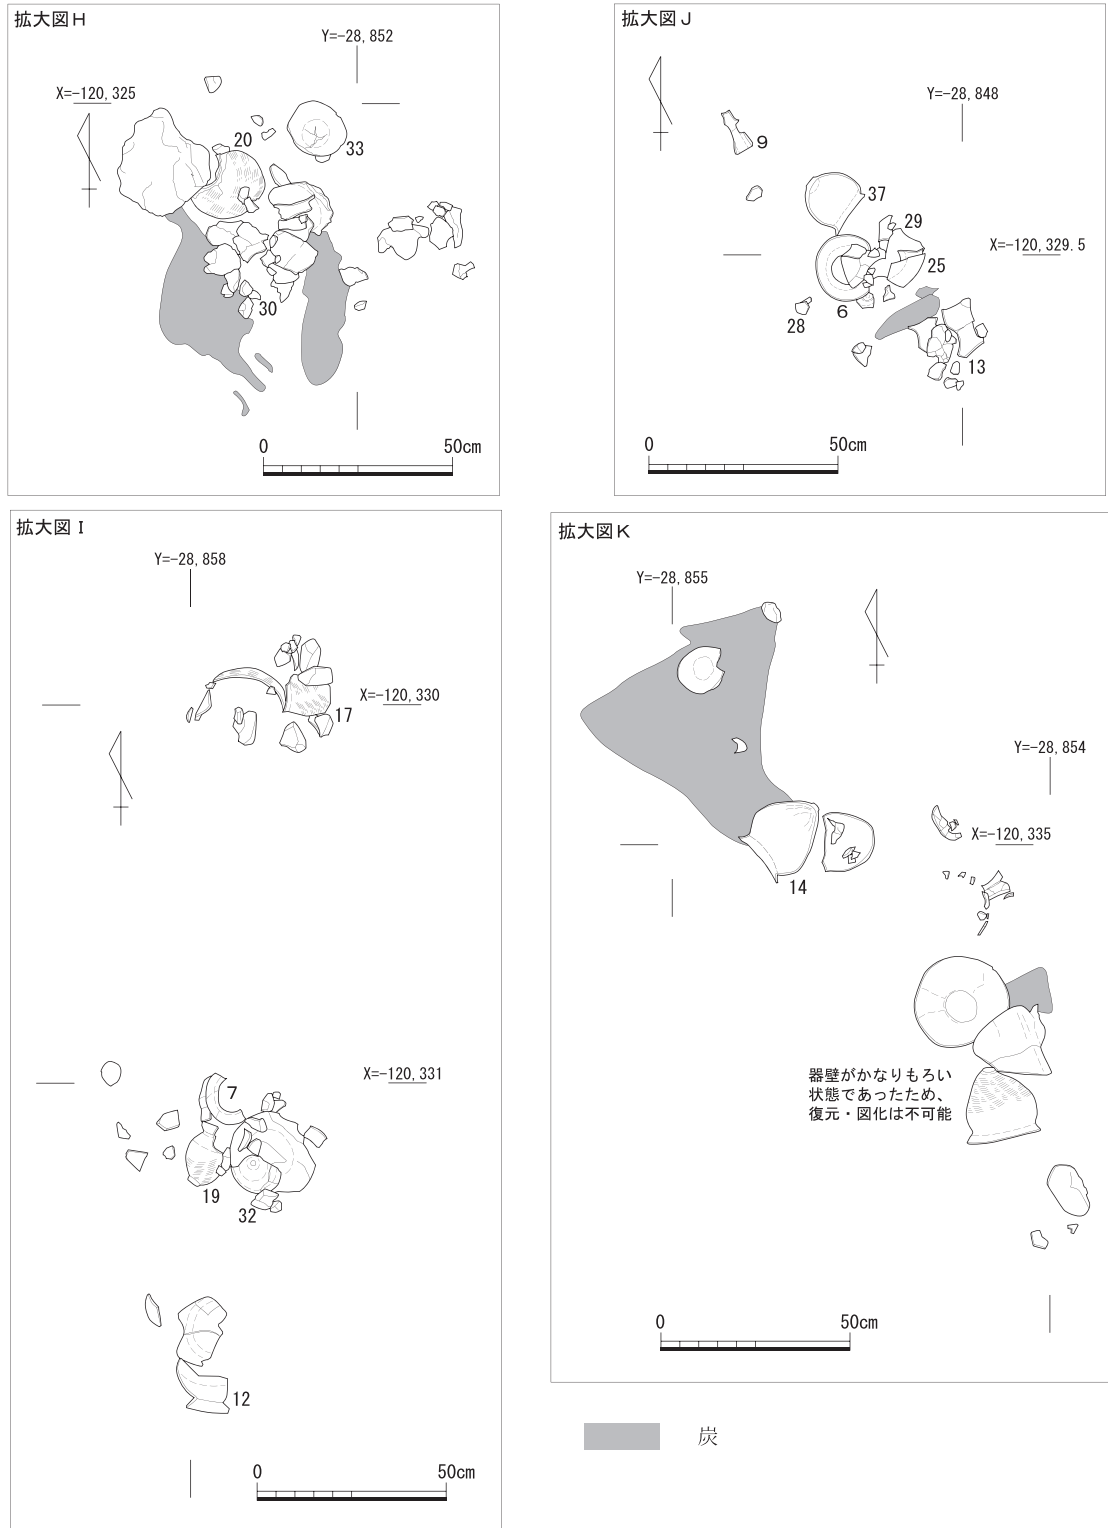 拡大図H
Y=-28,852
X=-120,325
20
33
30
0 50cm
拡大図J
Y=-28,848
9
37
29
X=-120,329.5
25
6
28
13
0 50cm
拡大図I
Y=-28,858
X=-120,330
17
X=-120,331
7
19
32
12
0 50cm
拡大図K
Y=-28,855
Y=-28,854
X=-120,335
14
器壁がかなりもろい
状態であったため、
復元・図化は不可能
0 50cm
炭